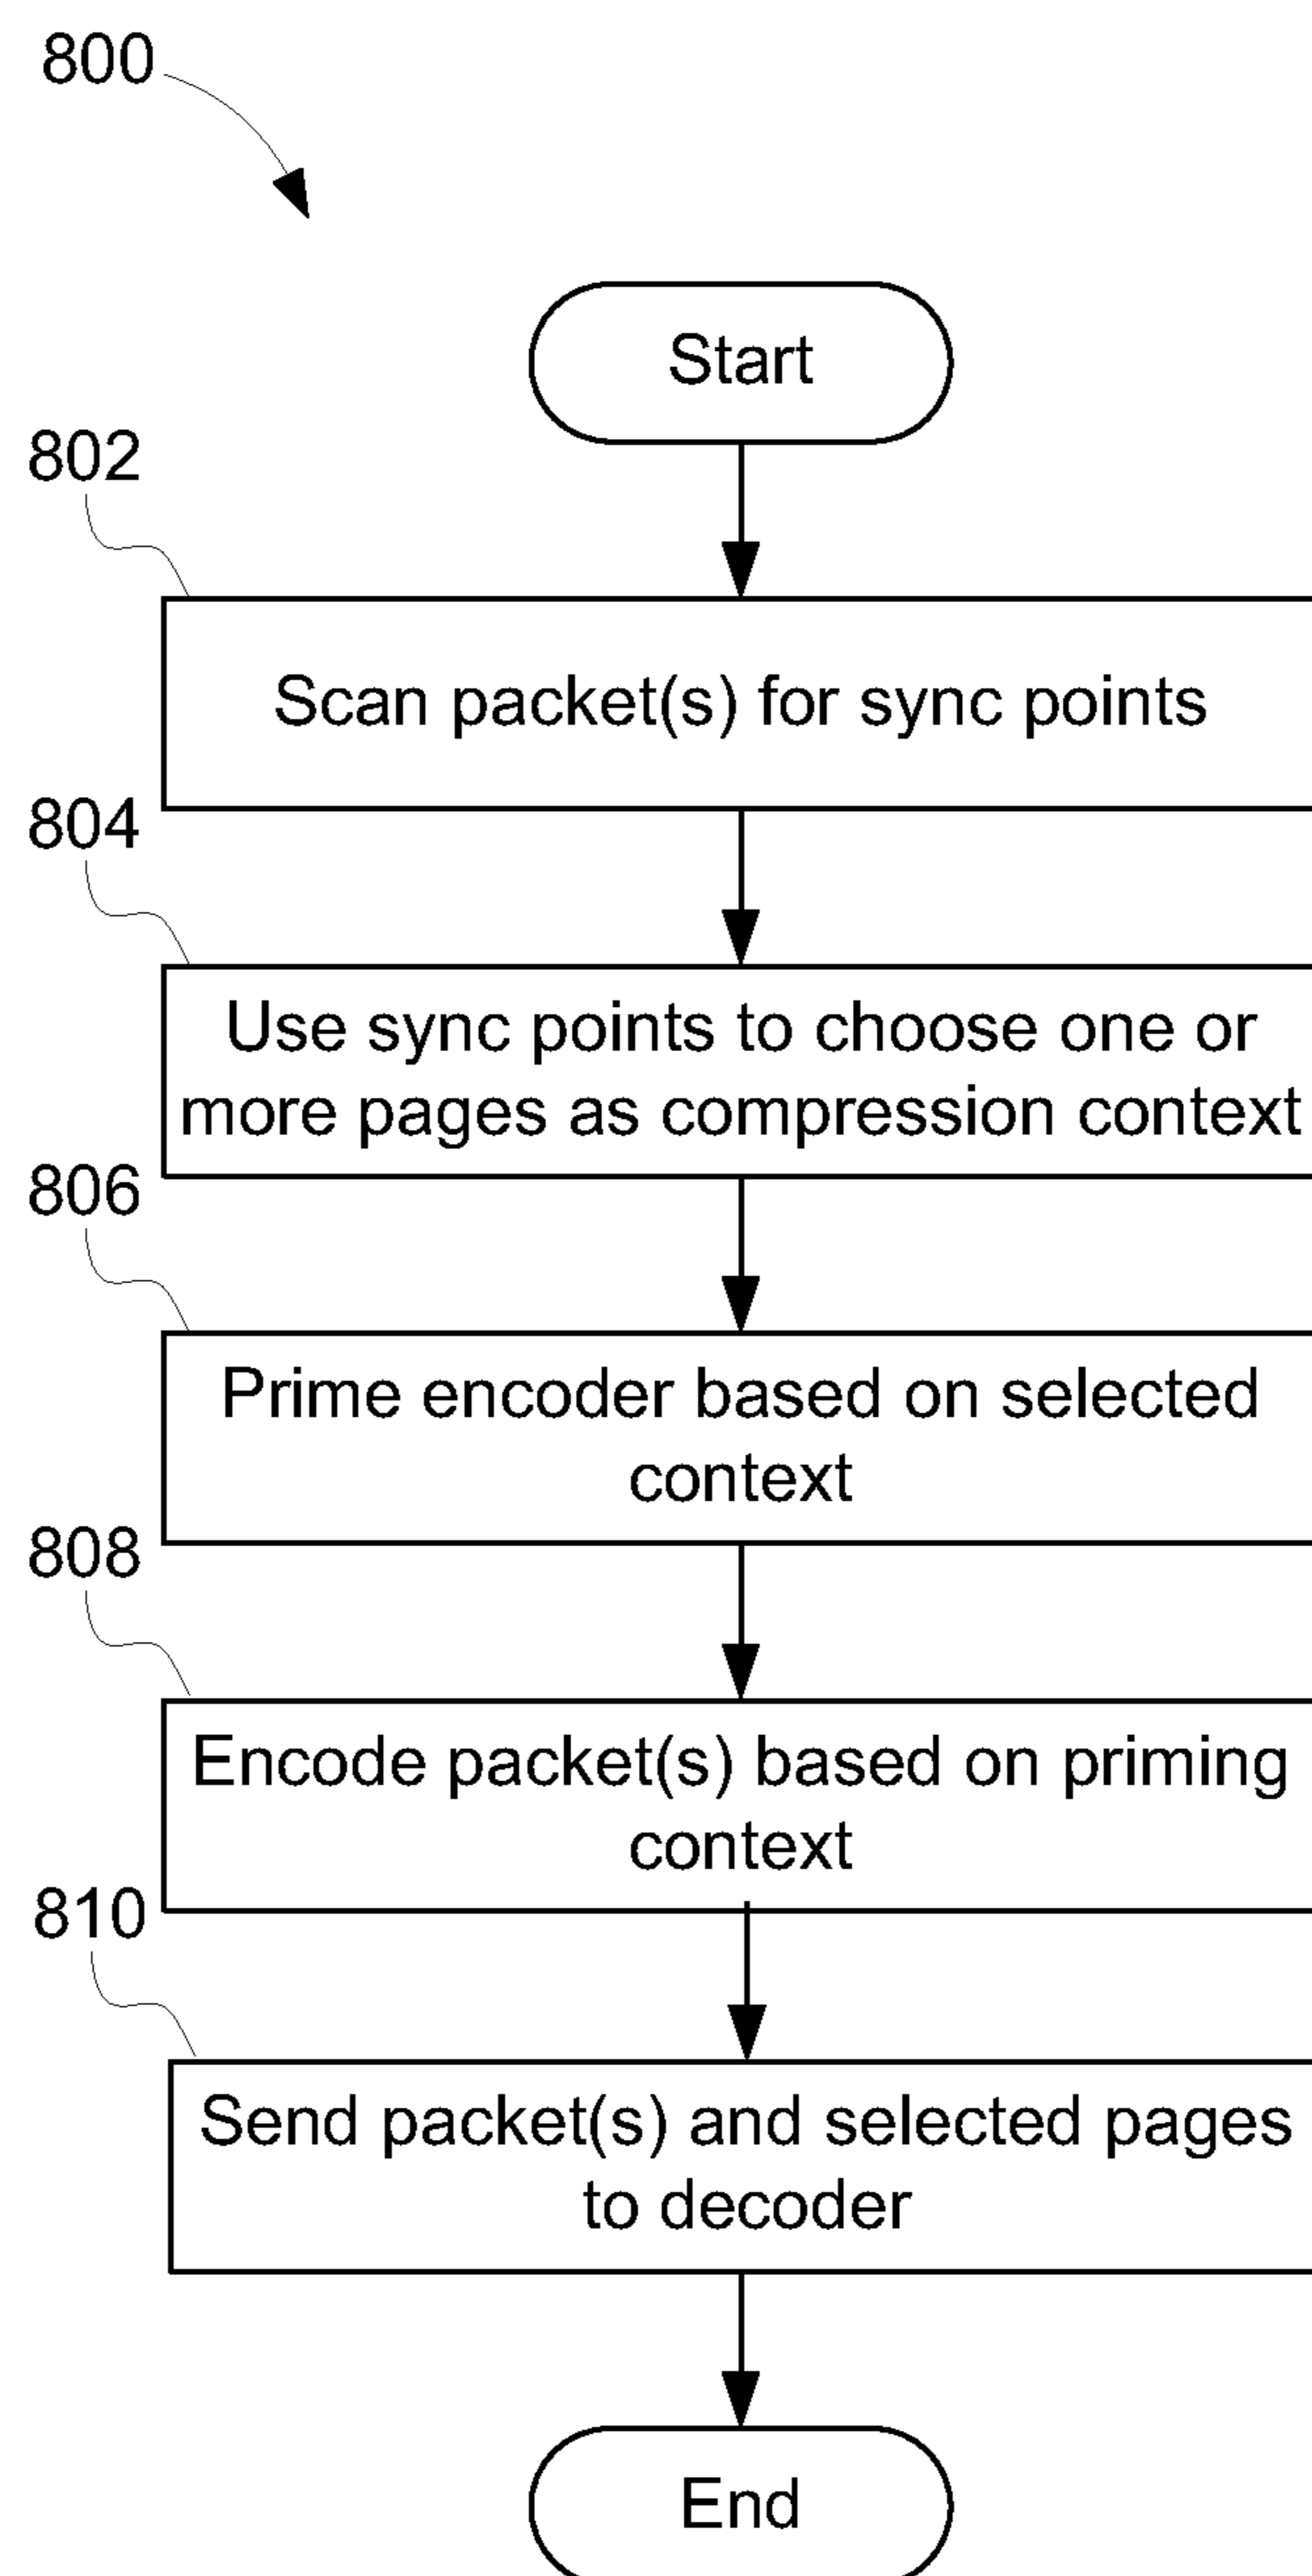 800
Start
802
Scan packet(s) for sync points
804
Use sync points to choose one or
more pages as compression context
806
Prime encoder based on selected
context
808
Encode packet(s) based on priming
context
810
Send packet(s) and selected pages
to decoder
End